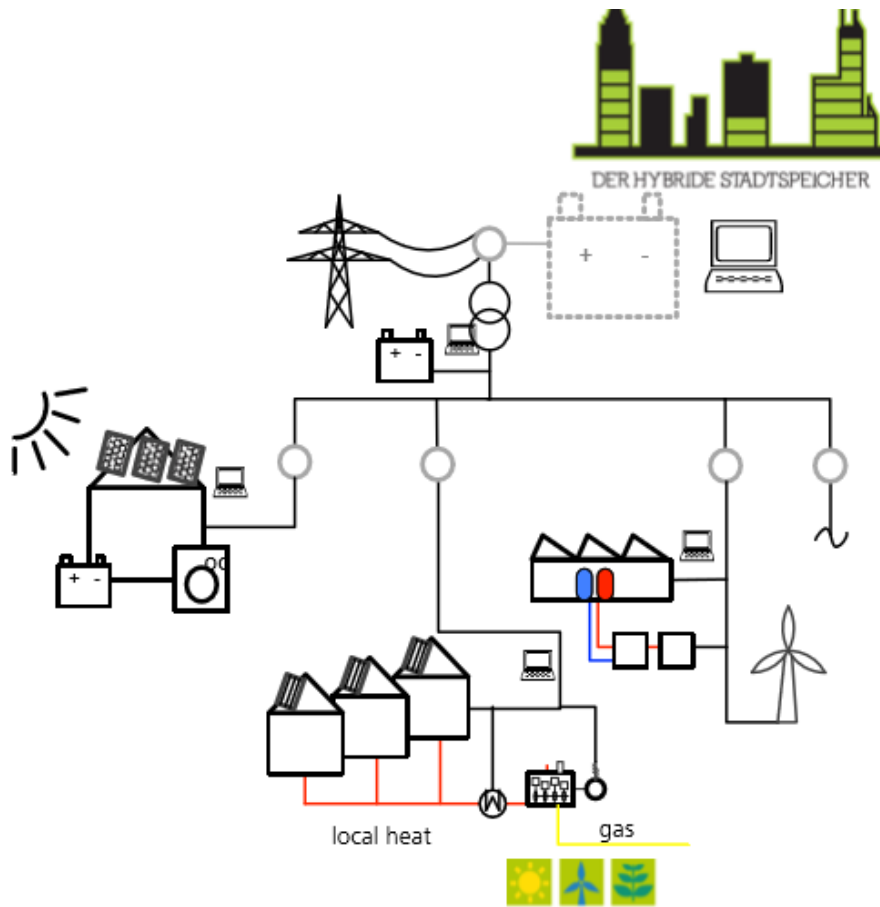 DER HYBRIDE STADTSPEICHER
+ -
+ -
+ -
local heat
gas